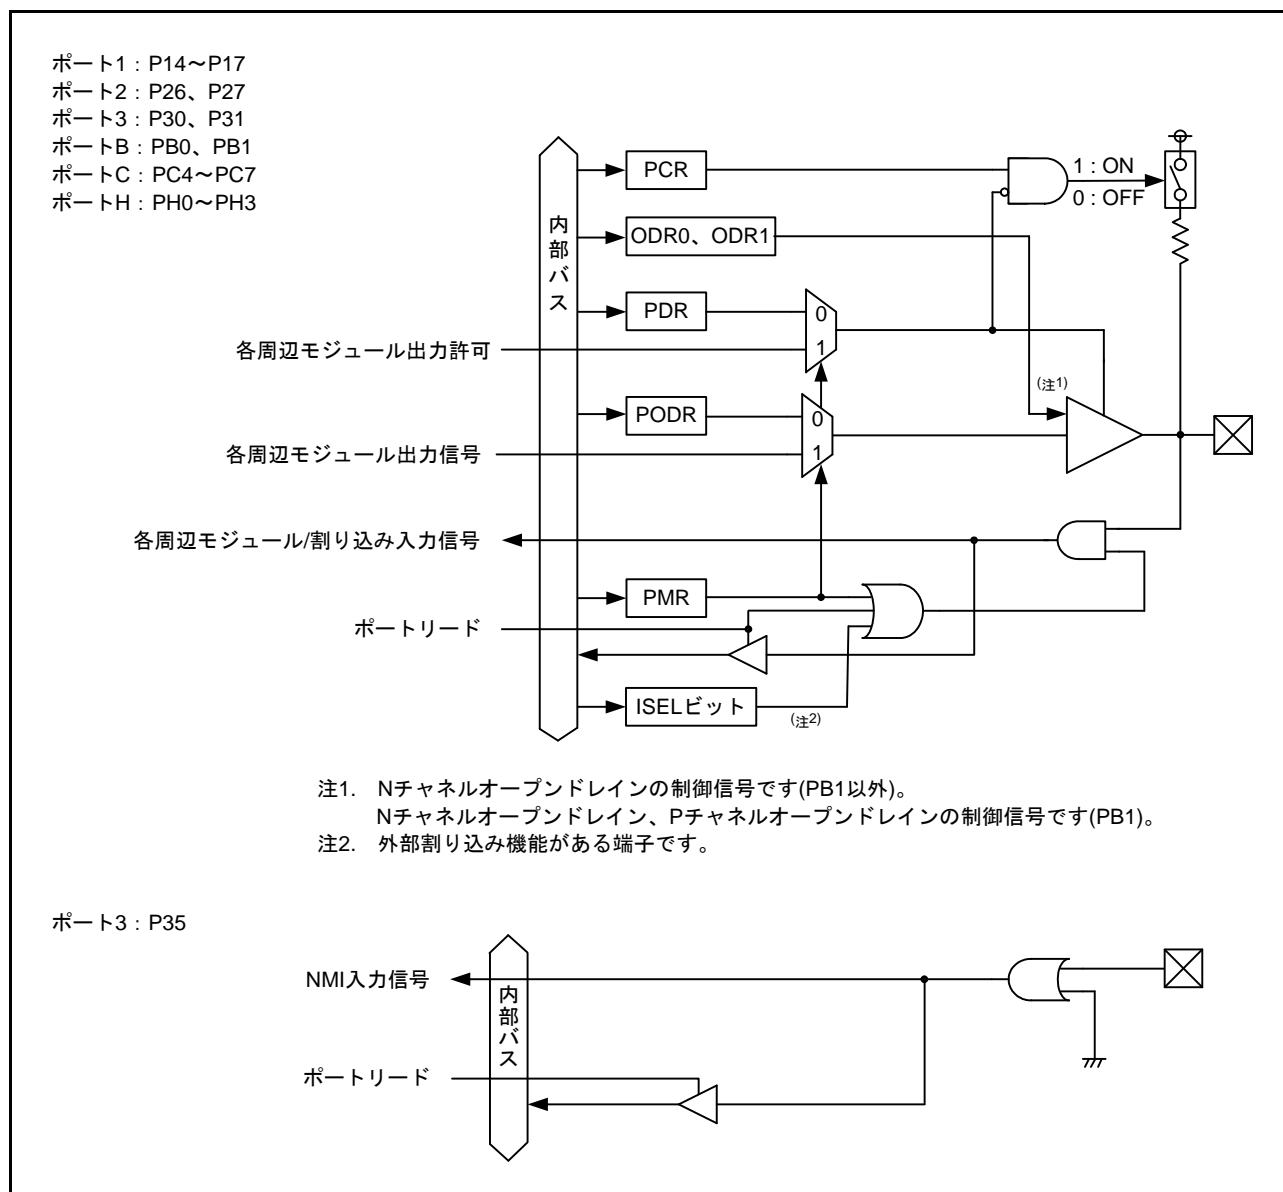 ポート1：P14～P17
ポート2：P26、P27
ポート3：P30、P31
ポートB：PB0、PB1
ポートC：PC4～PC7
ポートH：PH0～PH3
内部バス
PCR
1 : ON
0 : OFF
ODR0、ODR1
PDR
0
1
各周辺モジュール出力許可
(注1)
PODR
0
1
各周辺モジュール出力信号
各周辺モジュール/割り込み入力信号
PMR
ポートリード
ISELビット
(注2)
注1. Nチャネルオープンドレインの制御信号です(PB1以外)。
Nチャネルオープンドレイン、Pチャネルオープンドレインの制御信号です(PB1)。
注2. 外部割り込み機能がある端子です。
ポート3：P35
NMI入力信号
内部バス
ポートリード